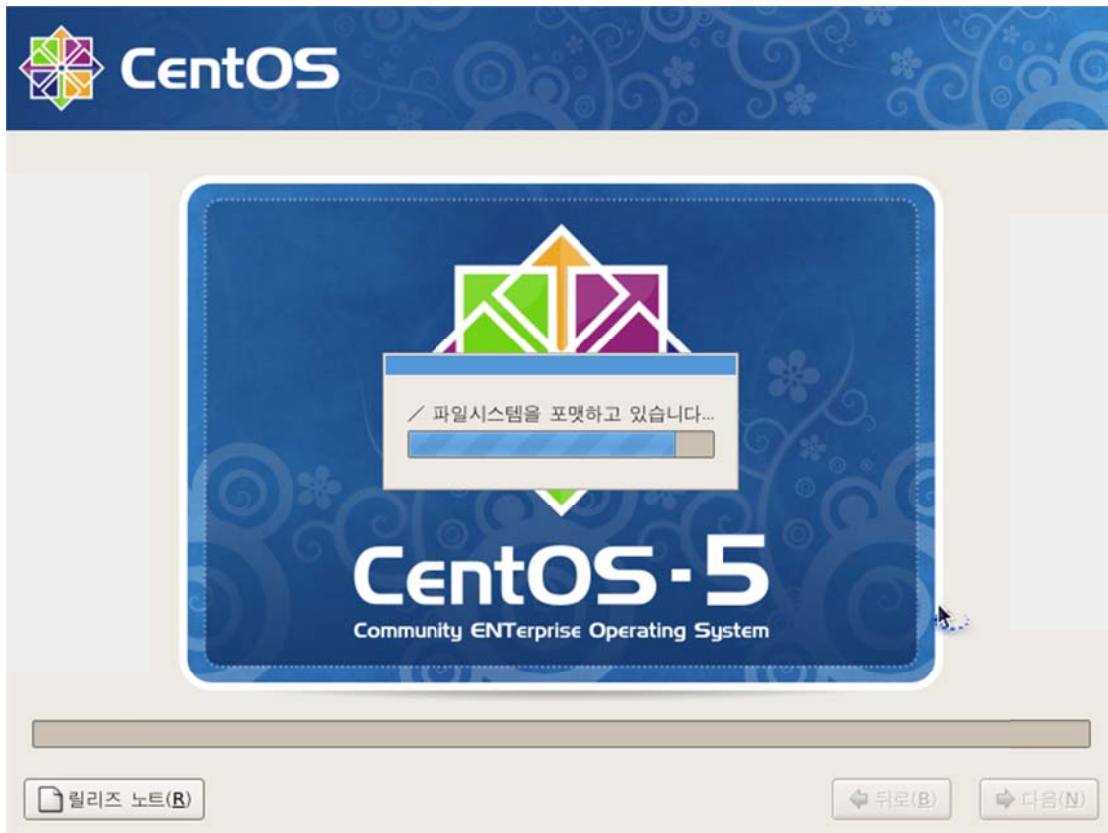 CentOS
/ 파일시스템을 포맷하고 있습니다...
CentOS-5
Community ENTerprise Operating System
릴리즈 노트(R)
뒤로(B)
다음(N)